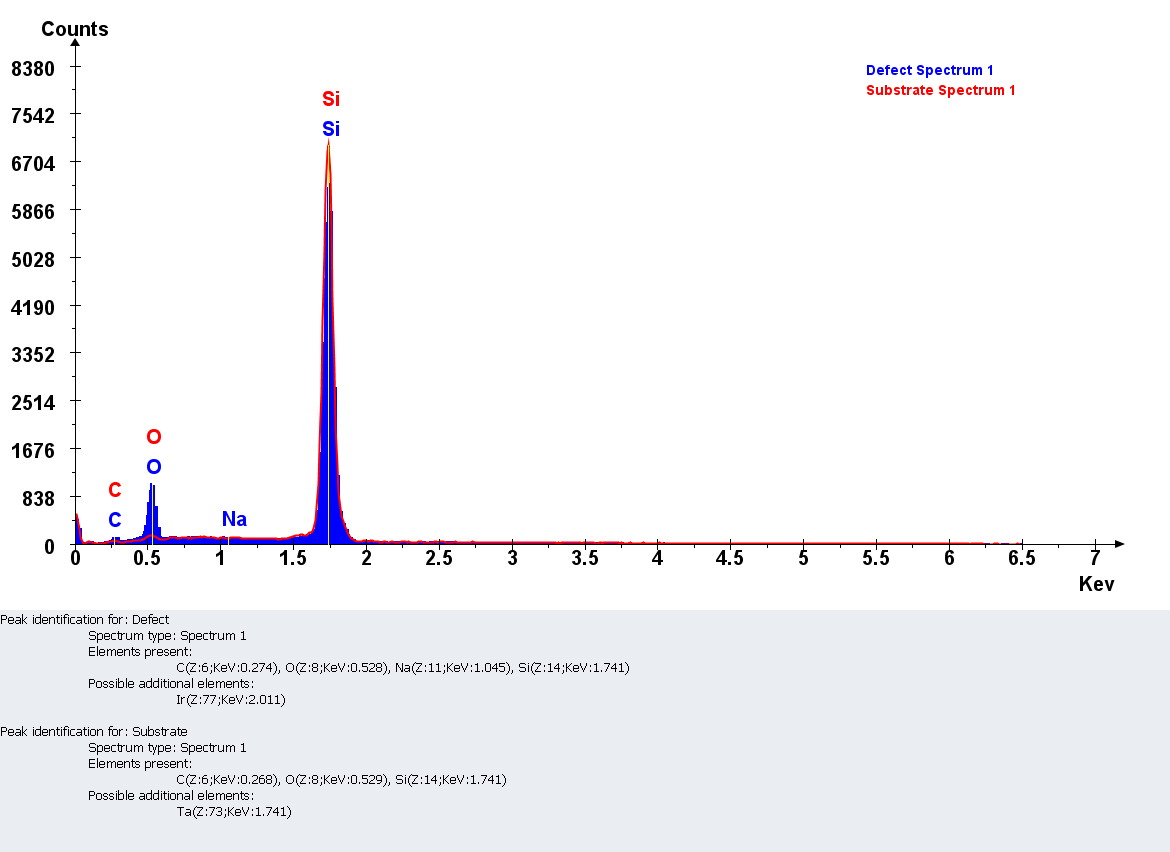 Counts
8380
Defect Spectrum 1
Substrate Spectrum 1
Si
7542
Si
6704
5866
5028
4190
3352
2514
O
1676
O
C
838
C
Na
0
0 0.5 1 1.5 2 2.5 3 3.5 4 4.5 5 5.5 6 6.5 7
Kev
Peak identification for: Defect
Spectrum type: Spectrum 1
Elements present:
C(Z:6;KeV:0.274), O(Z:8;KeV:0.528), Na(Z:11;KeV:1.045), Si(Z:14;KeV:1.741)
Possible additional elements:
Ir(Z:77;KeV:2.011)
Peak identification for: Substrate
Spectrum type: Spectrum 1
Elements present:
C(Z:6;KeV:0.268), O(Z:8;KeV:0.529), Si(Z:14;KeV:1.741)
Possible additional elements:
Ta(Z:73;KeV:1.741)